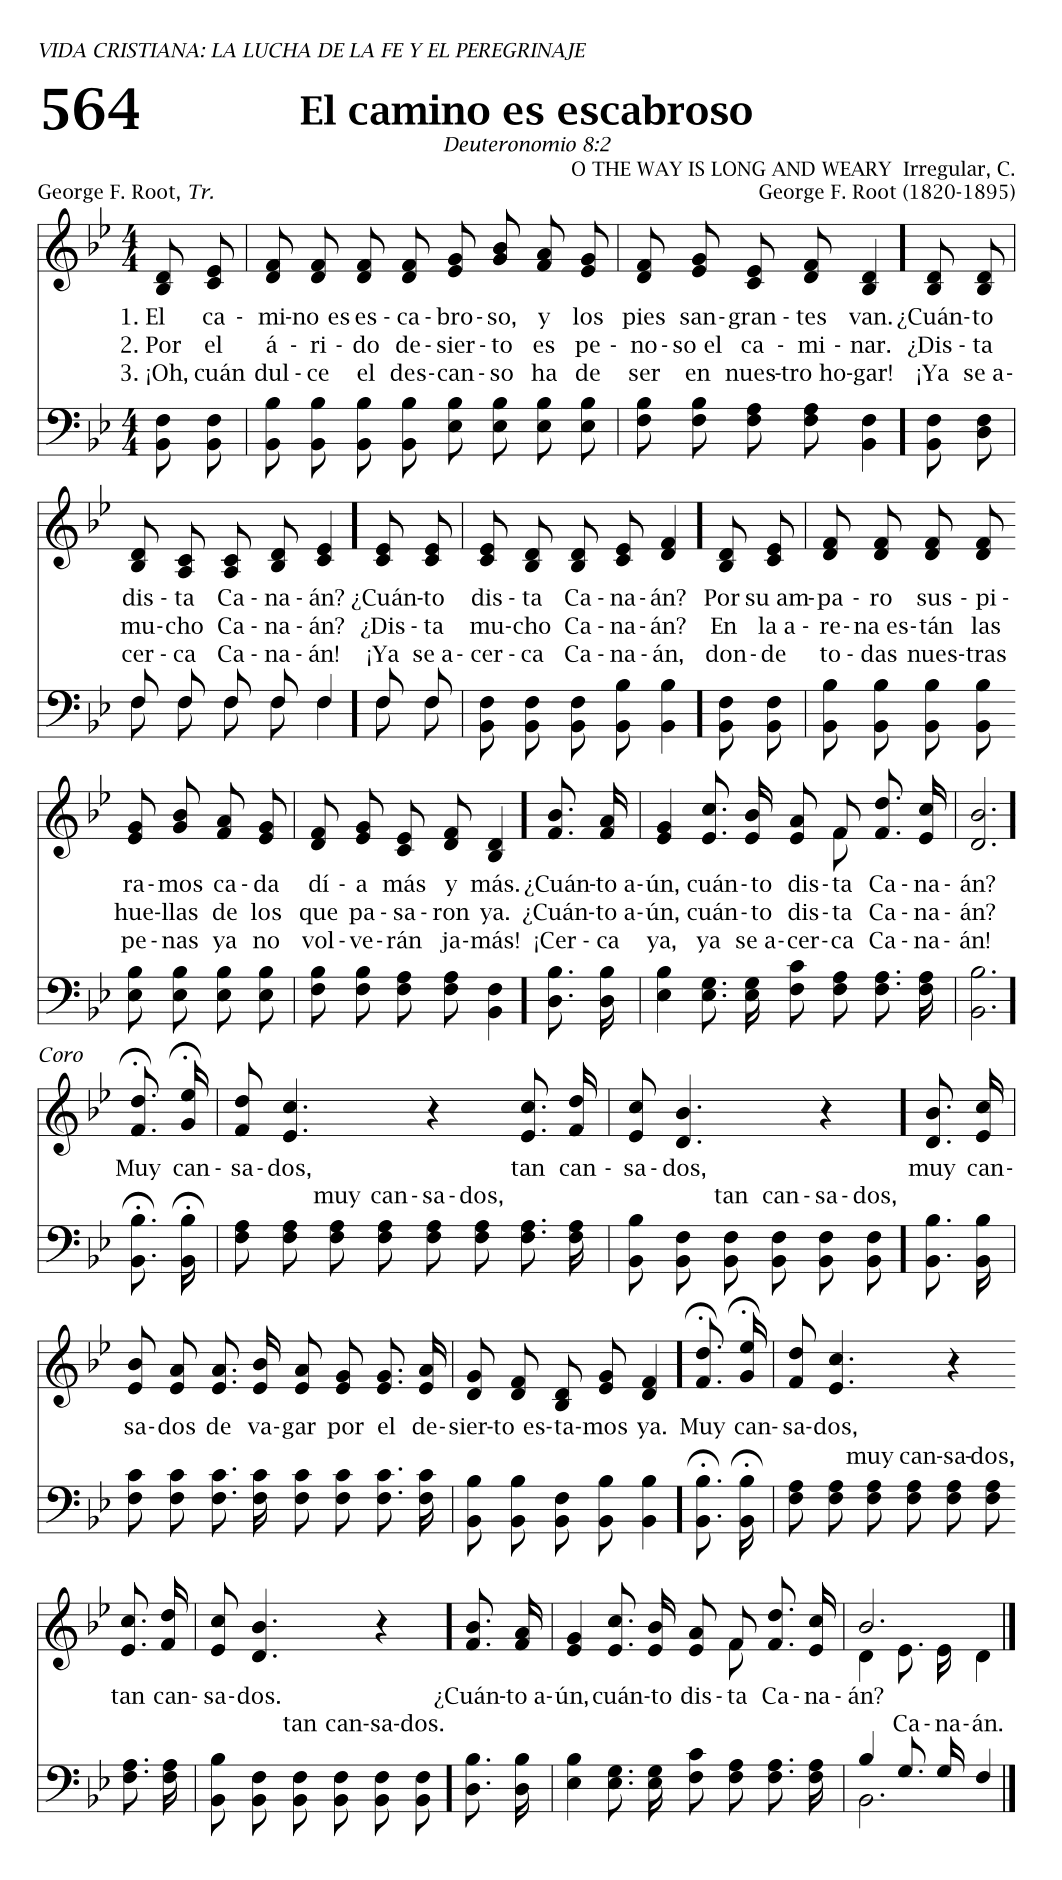 VIDA CRISTIANA: LA LUCHA DE LA FE Y EL PEREGRINAJE
564 El camino es escabroso
Deuteronomio 8:2
O THE WAY IS LONG AND WEARY Irregular, C.
George F. Root, Tr. George F. Root (1820-1895)
1. El ca - mi-no es es - ca - bro - so, y los pies san - gran - tes van. ¿Cuán-to
2. Por el á - ri - do de - sier - to es pe - no - so el ca - mi - nar. ¿Dis - ta
3. ¡Oh, cuán dul - ce el des - can - so ha de ser en nues-tro ho-gar! ¡Ya se a-
dis - ta Ca - na - án? ¿Cuán-to dis - ta Ca - na - án? Por su am-pa - ro sus - pi -
mu-cho Ca - na - án? ¿Dis - ta mu-cho Ca - na - án? En la a - re-na es-tán las
cer - ca Ca - na - án! ¡Ya se a - cer - ca Ca - na - án, don - de to - das nues-tras
ra-mos ca - da dí - a más y más. ¿Cuán-to a-ún, cuán-to dis-ta Ca - na - án?
hue-llas de los que pa - sa - ron ya. ¿Cuán-to a-ún, cuán-to dis-ta Ca - na - án?
pe - nas ya no vol - ve - rán ja-más! ¡Cer - ca ya, ya se a-cer-ca Ca - na - án!
Coro
Muy can - sa - dos, tan can - sa - dos, muy can-
muy can - sa - dos, tan can - sa - dos,
sa-dos de va-gar por el de-sier-to es-ta-mos ya. Muy can-sa-dos,
muy can-sa-dos,
tan can- sa-dos. ¿Cuán-to a-ún, cuán-to dis-ta Ca - na - án?
tan can-sa-dos. Ca - na - án.